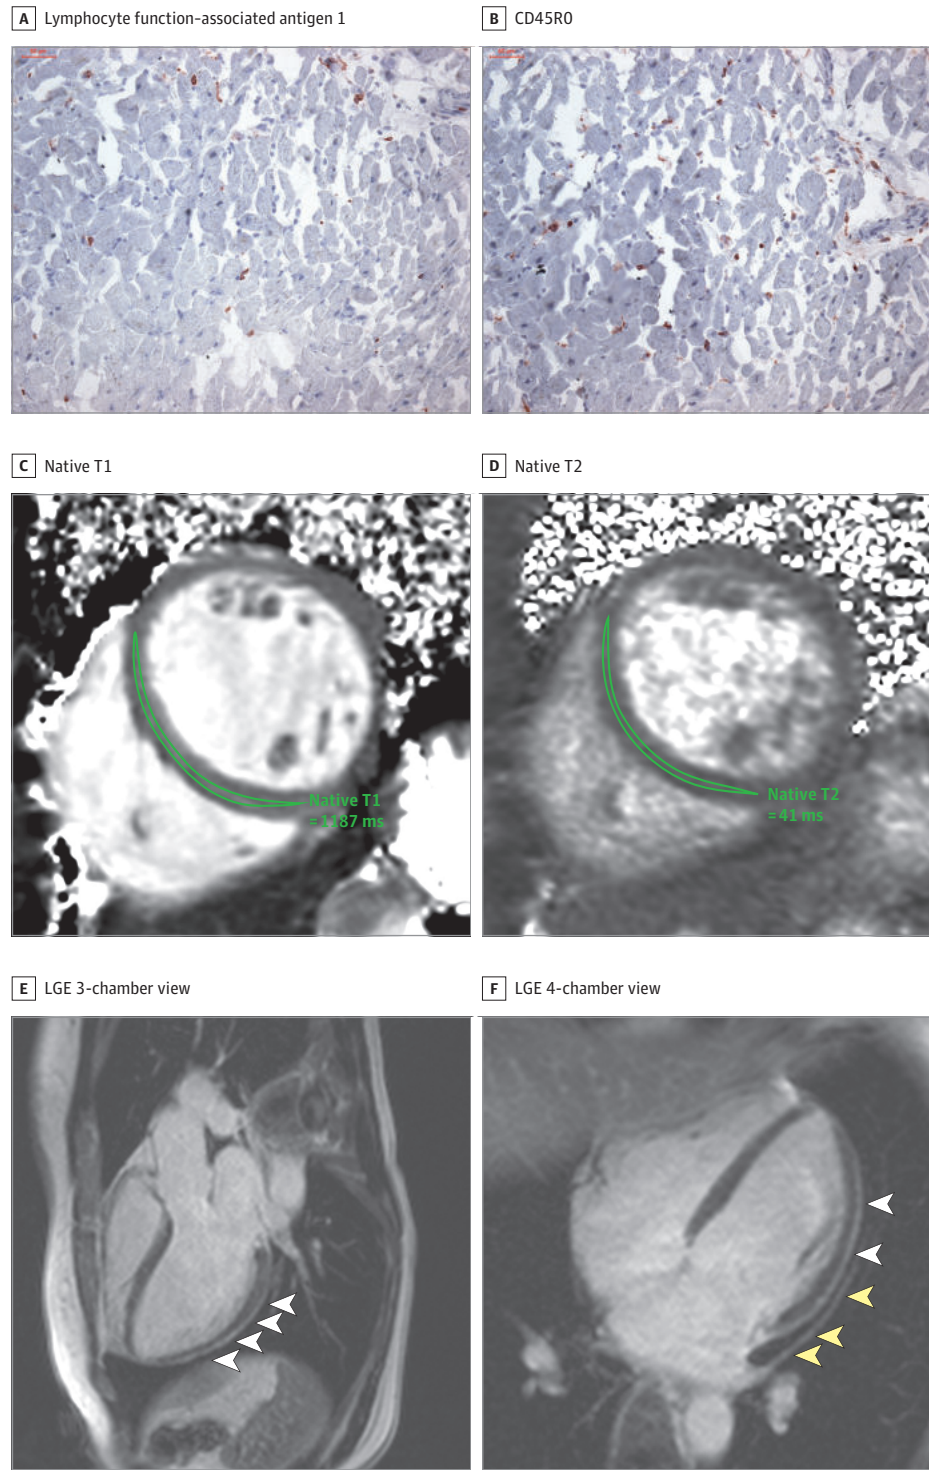 A Lymphocyte function-associated antigen 1
B CD45R0
C Native T1
D Native T2
Native T1
= 1187 ms
Native T2
= 41 ms
E LGE 3-chamber view
F LGE 4-chamber view